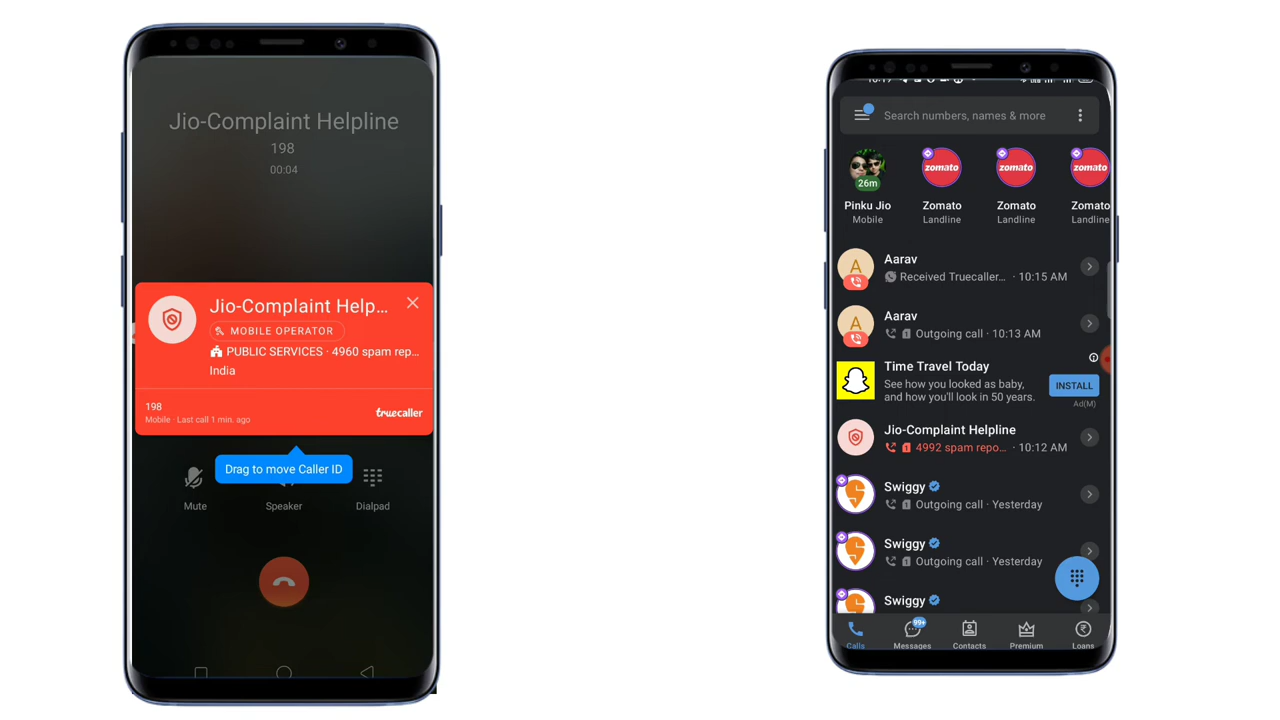 Jio-Complaint Helpline
198
00:04
Jio-Complaint Help...
MOBILE OPERATOR
PUBLIC SERVICES · 4960 spam rep...
India
198
Mobile · Last call 1 min. ago
truecaller
Drag to move Caller ID
Mute
Speaker
Dialpad
Search numbers, names & more
26m
zomato
zomato
zomato
Pinku Jio
Zomato
Zomato
Zomato
Mobile
Landline
Landline
Landline
A
Aarav
Received Truecaller... · 10:15 AM
A
Aarav
Outgoing call · 10:13 AM
Time Travel Today
See how you looked as baby,
and how you'll look in 50 years.
INSTALL
Ad(M)
Jio-Complaint Helpline
4992 spam repo... · 10:12 AM
Swiggy
Outgoing call · Yesterday
Swiggy
Outgoing call · Yesterday
Swiggy
99+
Calls
Messages
Contacts
Premium
Loans